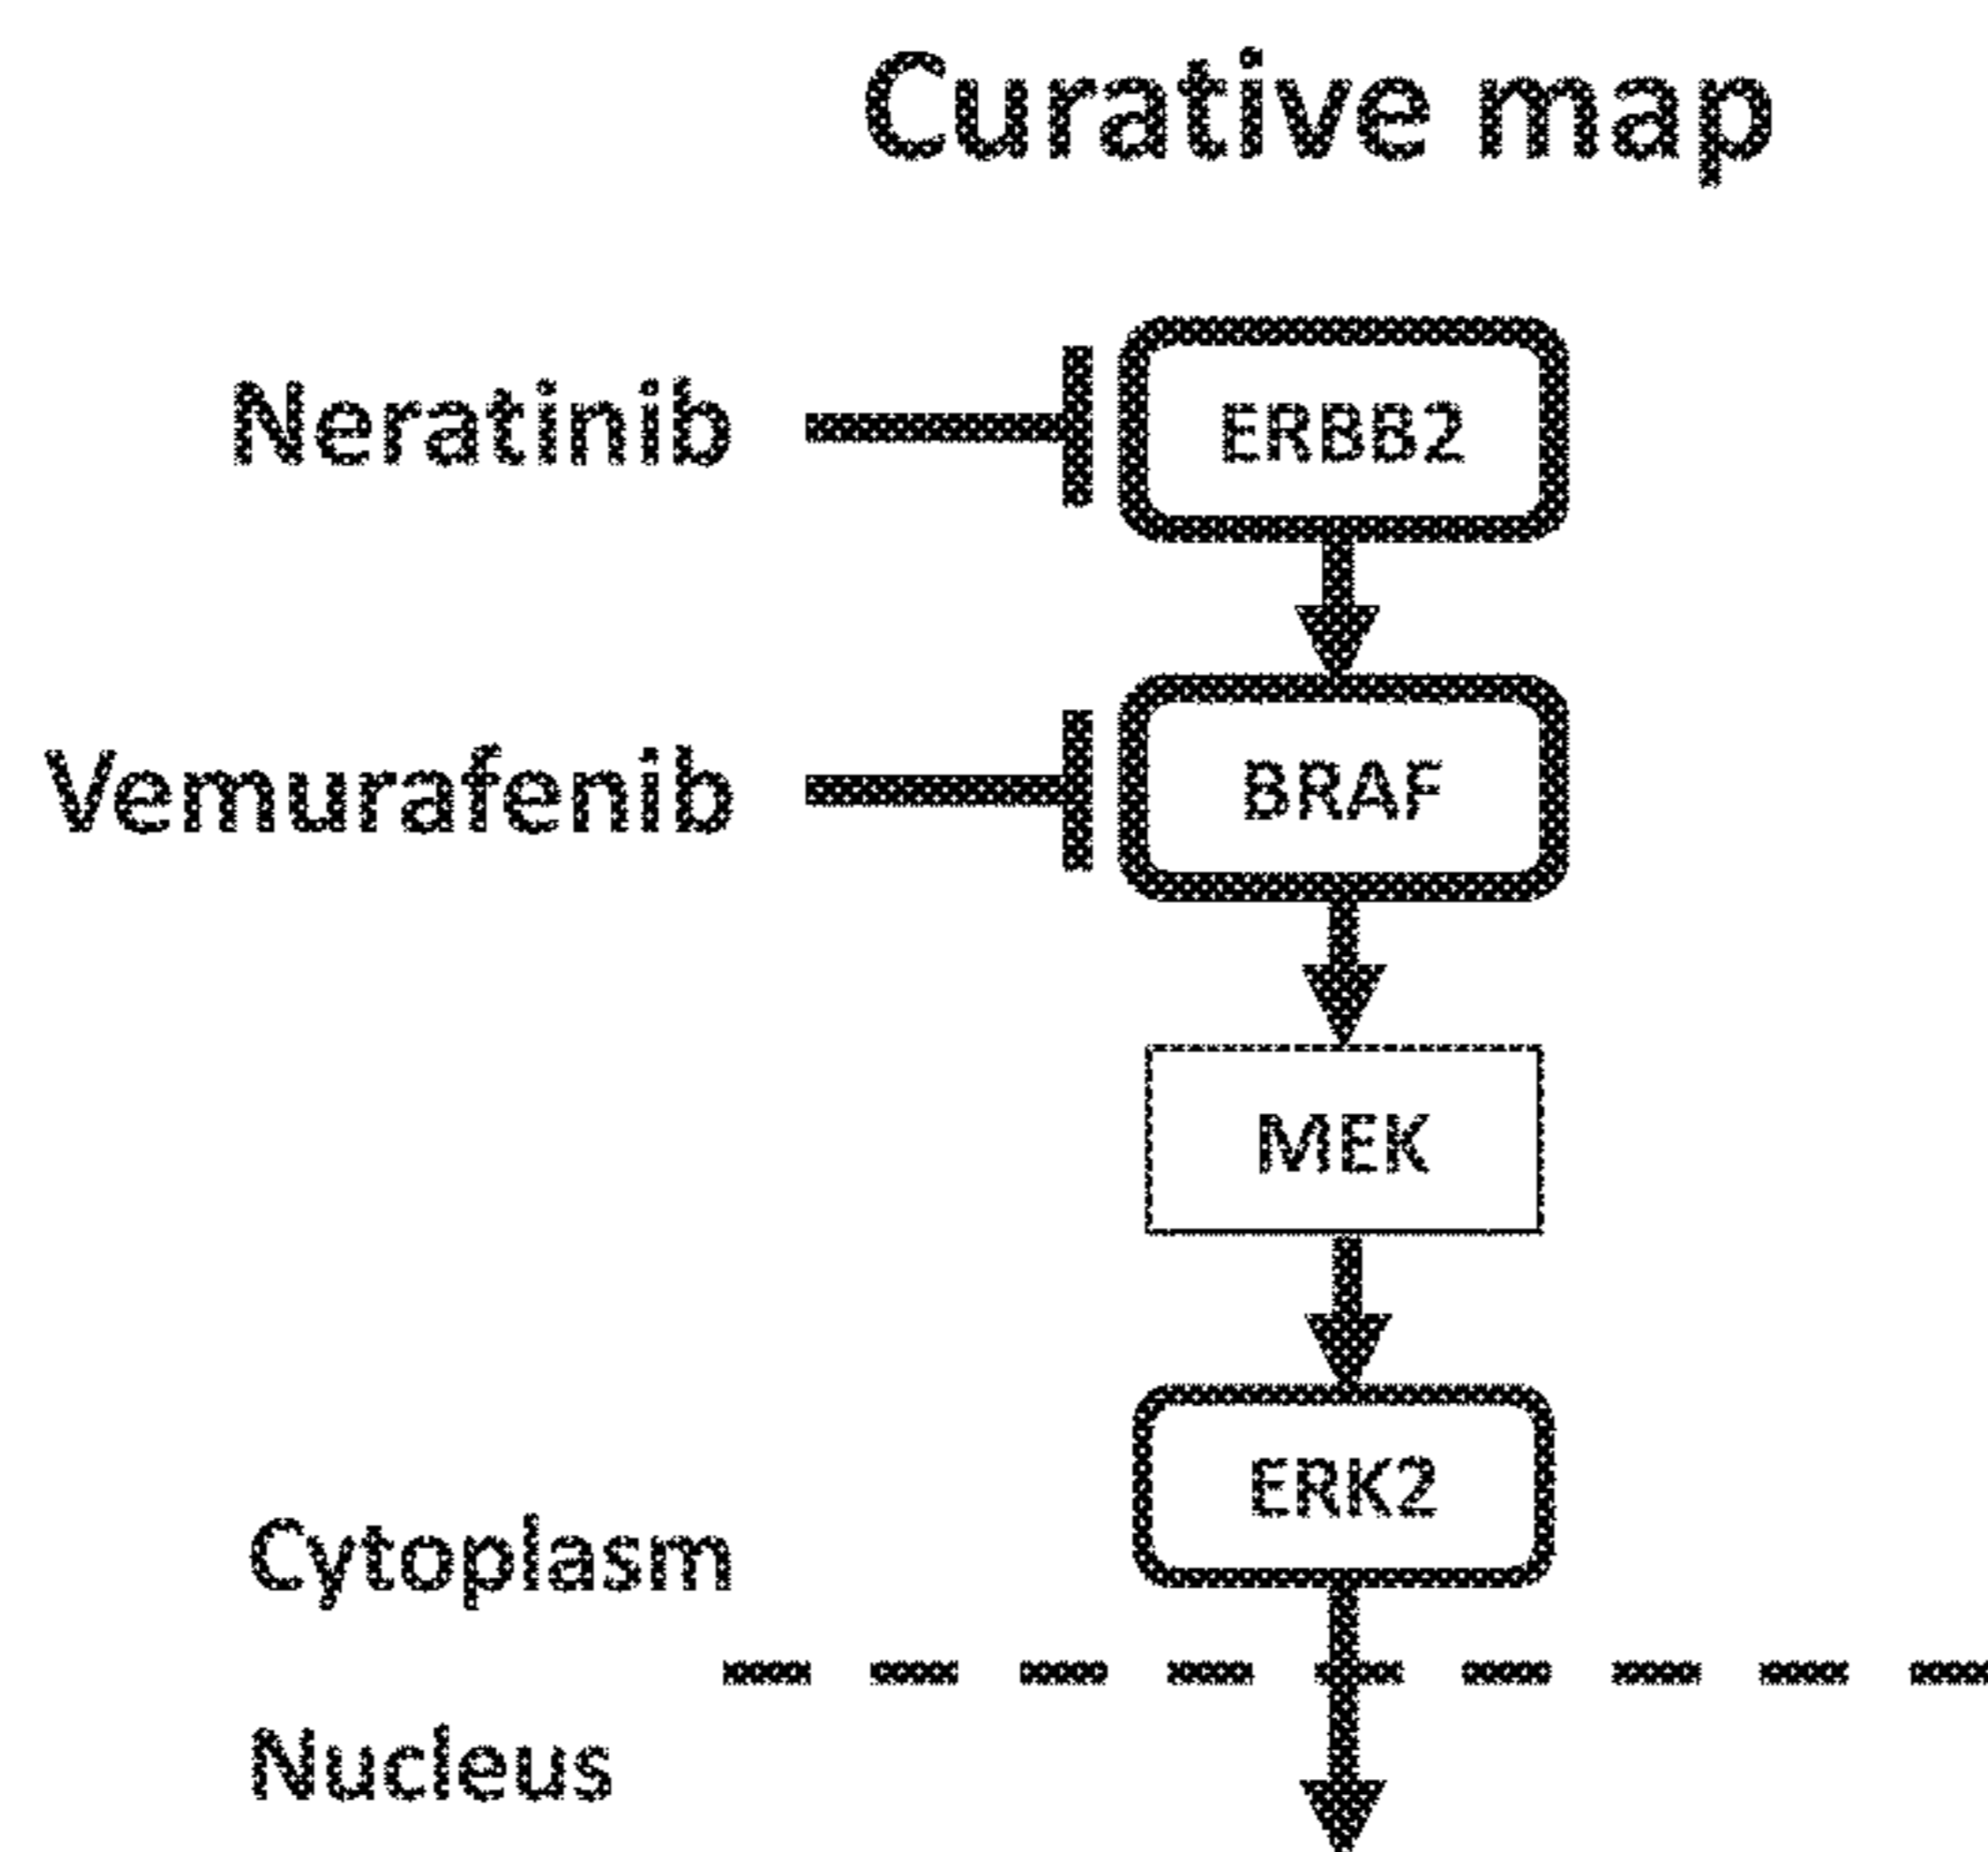 Curative map
Neratinib
ERBB2
Vemurafenib
BRAF
MEK
ERK2
Cytoplasm
Nucleus